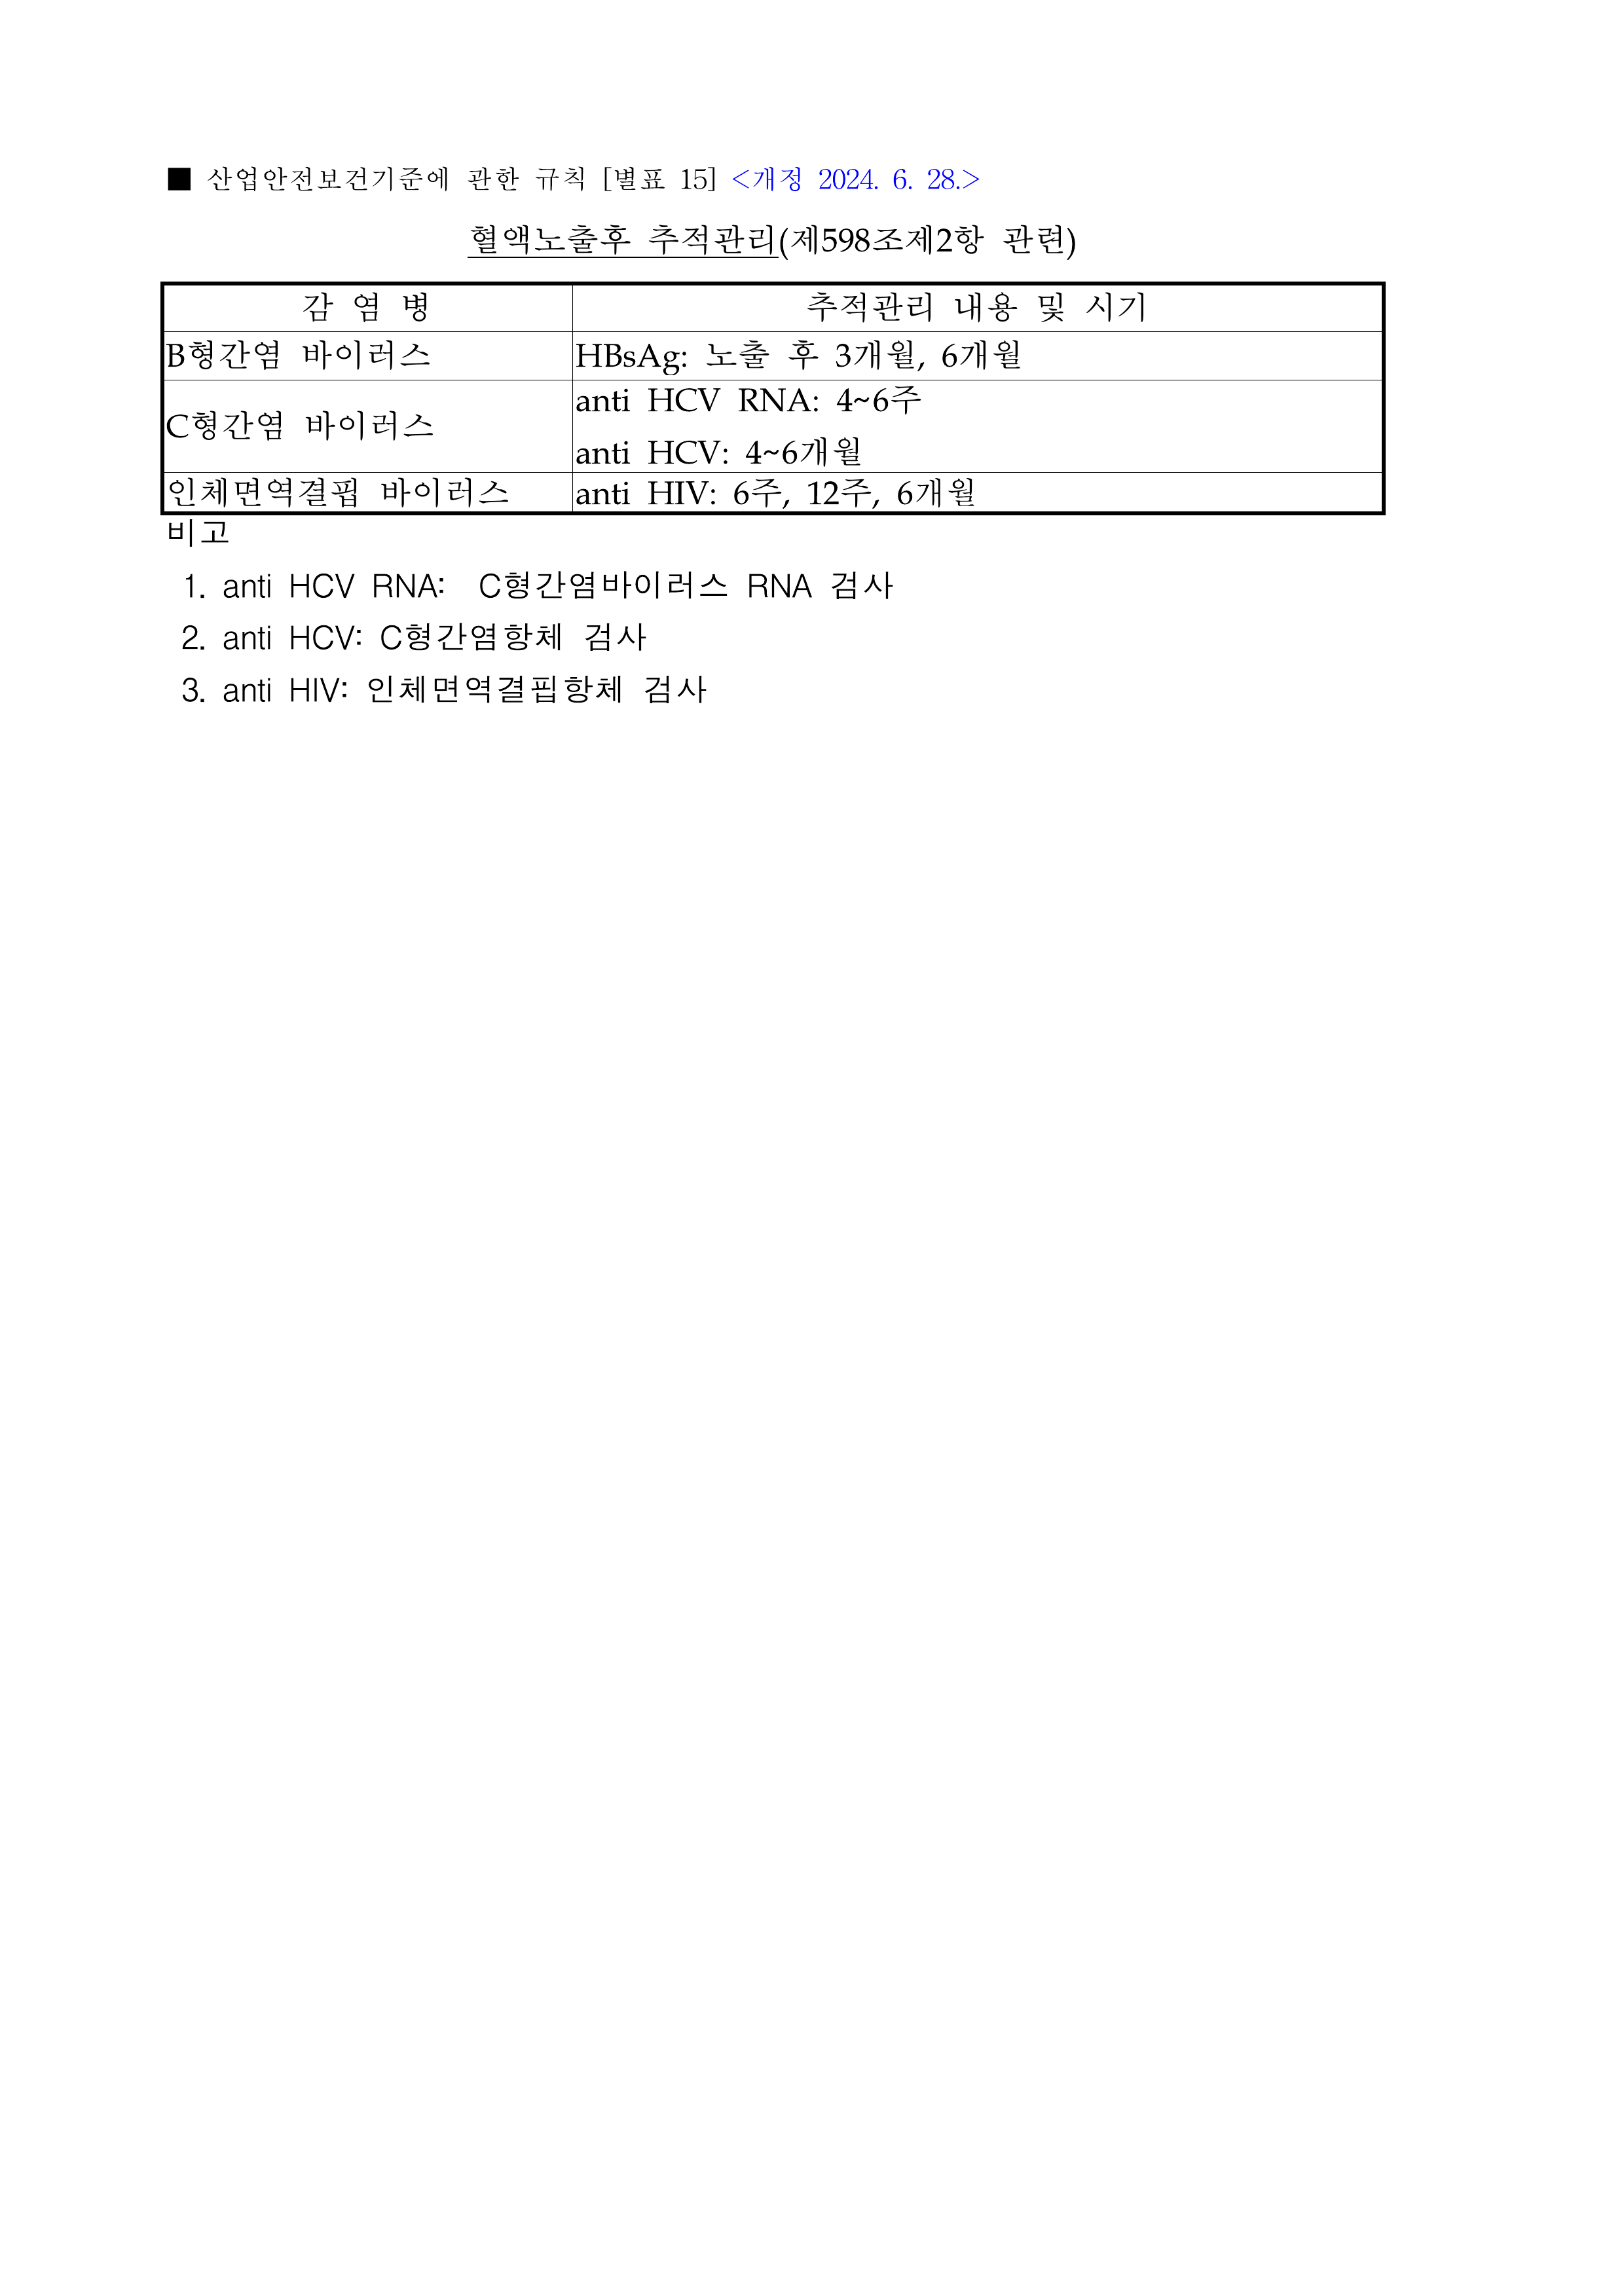 ■ 산업안전보건기준에 관한 규칙 [별표 15] <개정 2024. 6. 28.>
혈액노출후 추적관리(제598조제2항 관련)
감 염 병 추적관리 내용 및 시기
B형간염 바이러스 HBsAg: 노출 후 3개월, 6개월
C형간염 바이러스 anti HCV RNA: 4~6주
anti HCV: 4~6개월
인체면역결핍 바이러스 anti HIV: 6주, 12주, 6개월
비고
1. anti HCV RNA: C형간염바이러스 RNA 검사
2. anti HCV: C형간염항체 검사
3. anti HIV: 인체면역결핍항체 검사